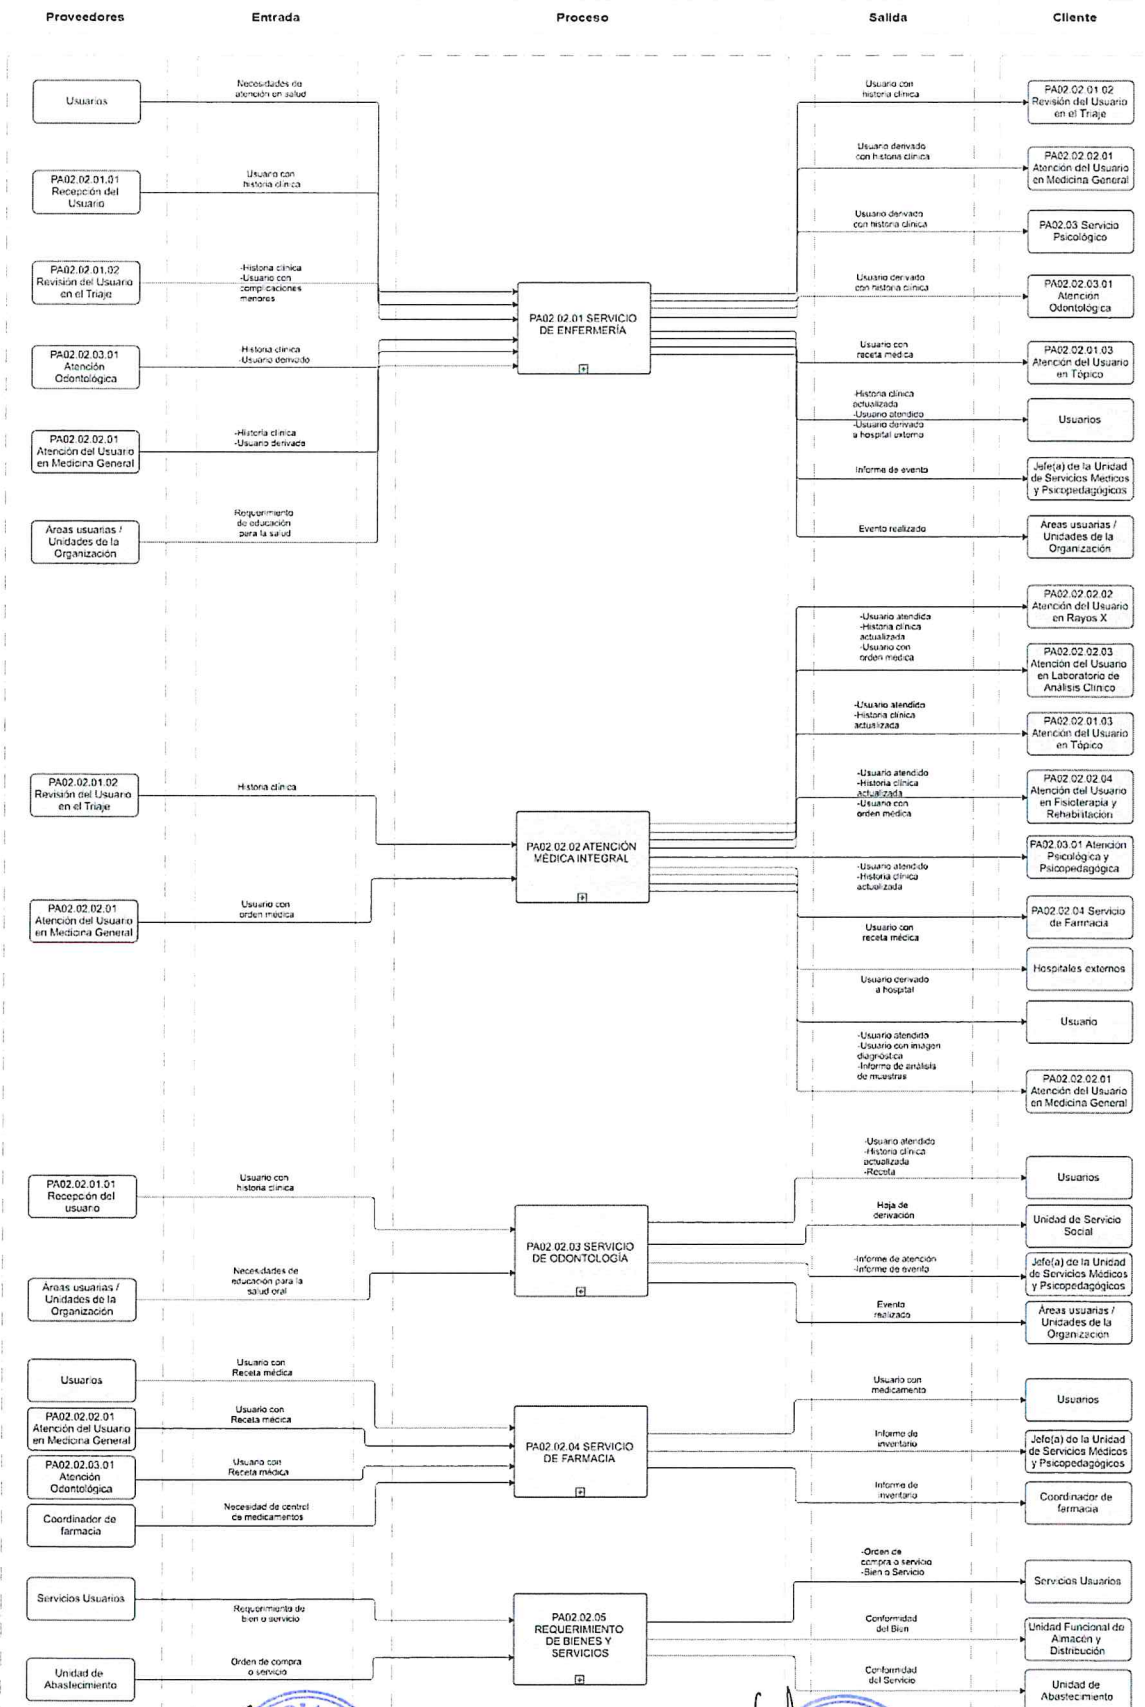 Proveedores
Entrada
Proceso
Salida
Cliente
Usuarios
Necesidades de
atención en salud
PA02.02.01.01
Recepción del
Usuario
Usuario con
historia clínica
PA02.02.01.02
Revisión del Usuario
en el Triaje
-Historia clínica
-Usuario con
complicaciones
menores
PA02.02.03.01
Atención
Odontológica
Historia clínica
-Usuario derivado
PA02.02.02.01
Atención del Usuario
en Medicina General
-Historia clínica
-Usuario derivado
Áreas usuarias /
Unidades de la
Organización
Requerimiento
de educación
para la salud
PA02.02.01 SERVICIO
DE ENFERMERÍA
Usuario con
historia clínica
PA02.02.01.02
Revisión del Usuario
en el Triaje
Usuario derivado
con historia clínica
PA02.02.02.01
Atención del Usuario
en Medicina General
Usuario derivado
con historia clínica
PA02.03 Servicio
Psicológico
Usuario derivado
con historia clínica
PA02.02.03.01
Atención
Odontológica
Usuario con
receta médica
PA02.02.01.03
Atención del Usuario
en Tópico
-Historia clínica
actualizada
-Usuario atendido
-Usuario derivado
a hospital externo
Usuarios
Informe de evento
Jefe(a) de la Unidad
de Servicios Médicos
y Psicopedagógicos
Evento realizado
Áreas usuarias /
Unidades de la
Organización
PA02.02.01.02
Revisión del Usuario
en el Triaje
Historia clínica
PA02.02.02.01
Atención del Usuario
en Medicina General
Usuario con
orden médica
PA02.02.02 ATENCIÓN
MÉDICA INTEGRAL
PA02.02.02.02
Atención del Usuario
en Rayos X
-Usuario atendido
-Historia clínica
actualizada
-Usuario con
orden médica
PA02.02.02.03
Atención del Usuario
en Laboratorio de
Análisis Clínico
-Usuario atendido
-Historia clínica
actualizada
PA02.02.01.03
Atención del Usuario
en Tópico
-Usuario atendido
-Historia clínica
actualizada
-Usuario con
orden médica
PA02.02.02.04
Atención del Usuario
en Fisioterapia y
Rehabilitación
PA02.03.01 Atención
Psicológica y
Psicopedagógica
-Usuario atendido
-Historia clínica
actualizada
PA02.02.04 Servicio
de Farmacia
Usuario con
receta médica
Hospitales externos
Usuario derivado
a hospital
Usuario
-Usuario atendido
-Usuario con imagen
diagnóstica
-Informe de análisis
de muestras
PA02.02.02.01
Atención del Usuario
en Medicina General
PA02.02.01.01
Recepción del
usuario
Usuario con
historia clínica
Áreas usuarias /
Unidades de la
Organización
Necesidades de
educación para la
salud oral
PA02.02.03 SERVICIO
DE ODONTOLOGÍA
-Usuario atendido
-Historia clínica
actualizada
-Receta
Usuarios
Hoja de
derivación
Unidad de Servicio
Social
-Informe de atención
-Informe de evento
Jefe(a) de la Unidad
de Servicios Médicos
y Psicopedagógicos
Evento
realizado
Áreas usuarias /
Unidades de la
Organización
Usuarios
Usuario con
Receta médica
PA02.02.02.01
Atención del Usuario
en Medicina General
Usuario con
Receta médica
PA02.02.03.01
Atención
Odontológica
Usuario con
Receta médica
Coordinador de
farmacia
Necesidad de control
de medicamentos
PA02.02.04 SERVICIO
DE FARMACIA
Usuario con
medicamento
Usuarios
Informe de
inventario
Jefe(a) de la Unidad
de Servicios Médicos
y Psicopedagógicos
Informe de
inventario
Coordinador de
farmacia
Servicios Usuarios
Requerimiento de
bien o servicio
Unidad de
Abastecimiento
Orden de compra
o servicio
PA02.02.05
REQUERIMIENTO
DE BIENES Y
SERVICIOS
-Orden de
compra o servicio
-Bien o Servicio
Servicios Usuarios
Conformidad
del Bien
Unidad Funcional de
Almacén y
Distribución
Conformidad
del Servicio
Unidad de
Abastecimiento